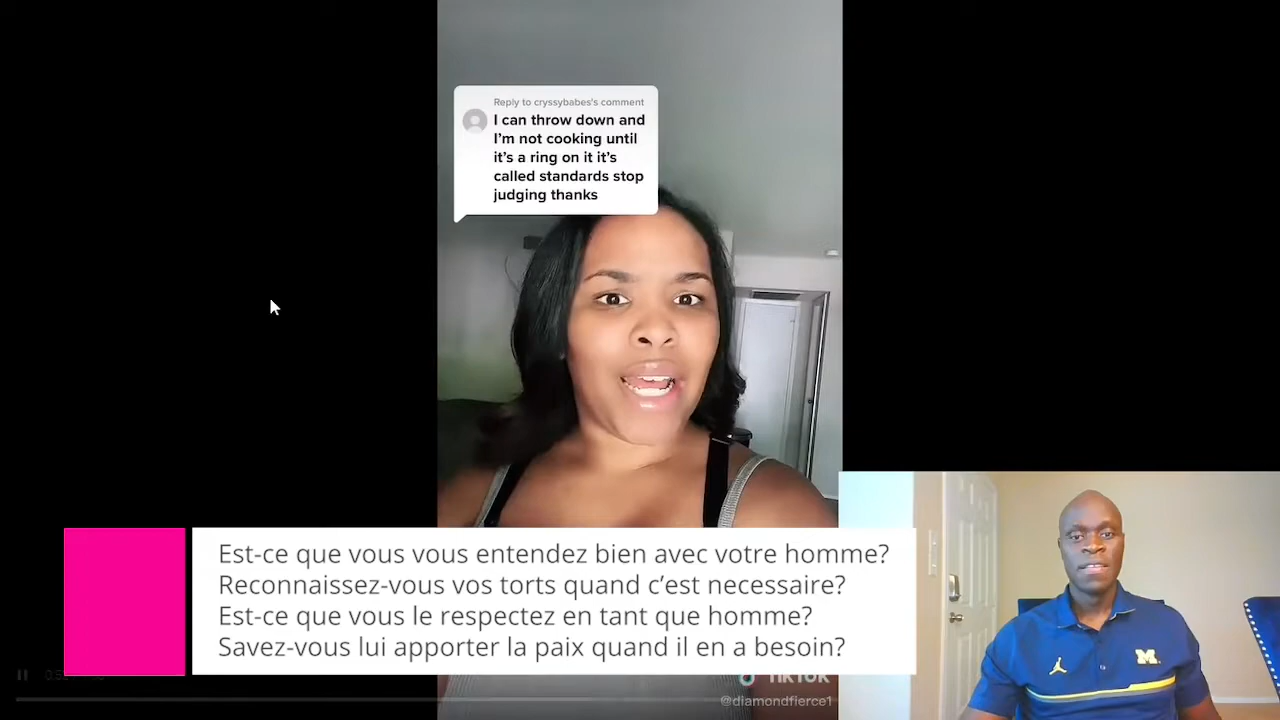 Reply to cryssybabes's comment
I can throw down and
I'm not cooking until
it's a ring on it it's
called standards stop
judging thanks
Est-ce que vous vous entendez bien avec votre homme?
Reconnaissez-vous vos torts quand c'est necessaire?
Est-ce que vous le respectez en tant que homme?
Savez-vous lui apporter la paix quand il en a besoin?
M
TikTok
@diamondfierce1